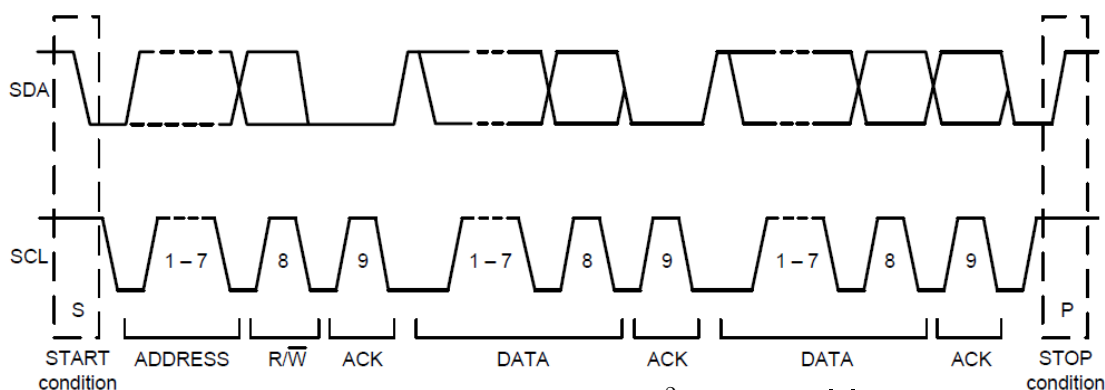 SDA
SCL
1 – 7 8 9 1 – 7 8 9 1 – 7 8 9
S P
START condition ADDRESS R/W̅ ACK DATA ACK DATA ACK STOP condition